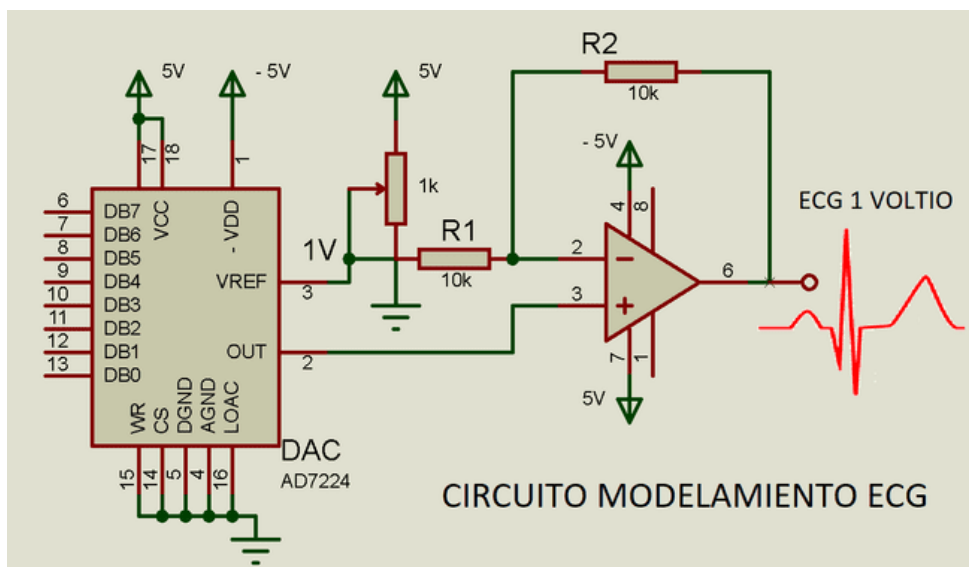 R2
10k
5V
- 5V
5V
17
18
1
1k
- 5V
4
8
ECG 1 VOLTIO
6
7
8
9
10
11
12
13
DB7
DB6
DB5
DB4
DB3
DB2
DB1
DB0
VCC
- VDD
VREF
3
OUT
2
1V
R1
10k
2
3
6
7
1
5V
WR
CS
DGND
AGND
LOAC
15
14
5
4
16
DAC
AD7224
CIRCUITO MODELAMIENTO ECG